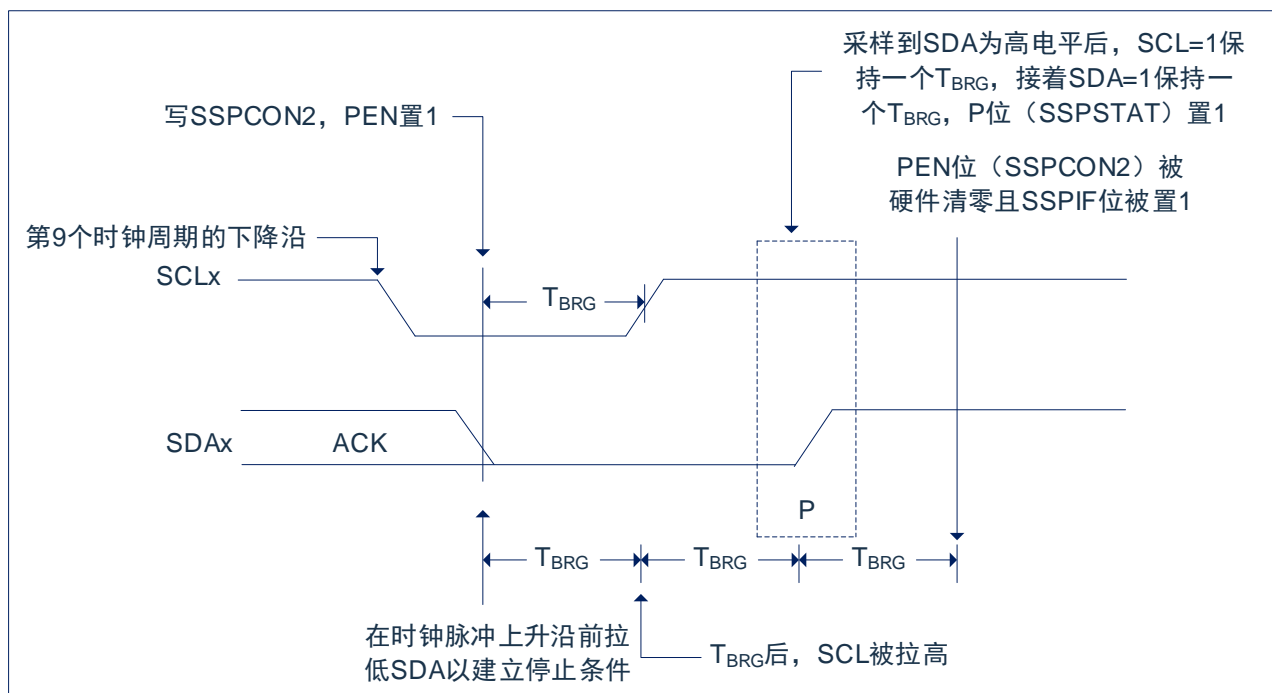 采样到SDA为高电平后，SCL=1保
持一个TBRG，接着SDA=1保持一
个TBRG，P位（SSPSTAT）置1
写SSPCON2，PEN置1
PEN位（SSPCON2）被
硬件清零且SSPIF位被置1
第9个时钟周期的下降沿
SCLx
TBRG
SDAx
ACK
P
TBRG
TBRG
TBRG
在时钟脉冲上升沿前拉
低SDA以建立停止条件
TBRG后，SCL被拉高